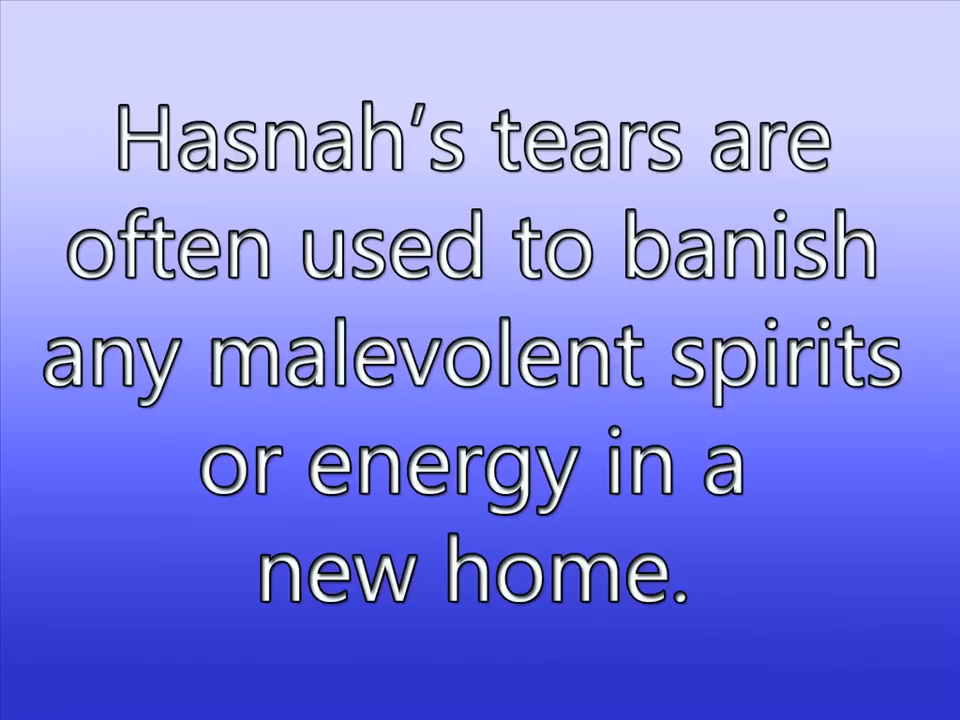 Hasnah’s tears are
often used to banish
any malevolent spirits
or energy in a
new home.